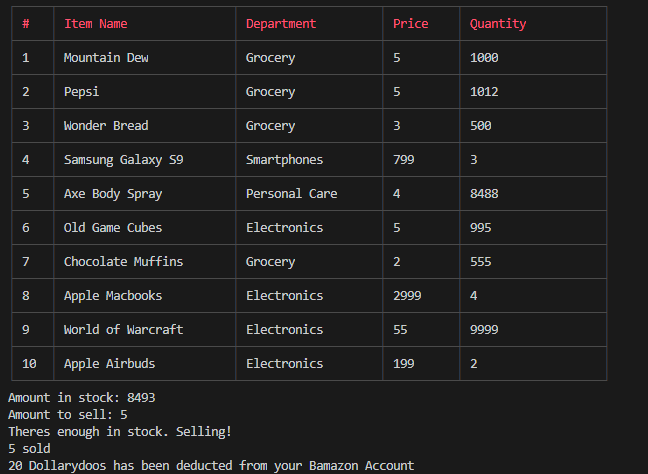 # Item Name Department Price Quantity
1 Mountain Dew Grocery 5 1000
2 Pepsi Grocery 5 1012
3 Wonder Bread Grocery 3 500
4 Samsung Galaxy S9 Smartphones 799 3
5 Axe Body Spray Personal Care 4 8488
6 Old Game Cubes Electronics 5 995
7 Chocolate Muffins Grocery 2 555
8 Apple Macbooks Electronics 2999 4
9 World of Warcraft Electronics 55 9999
10 Apple Airbuds Electronics 199 2
Amount in stock: 8493
Amount to sell: 5
Theres enough in stock. Selling!
5 sold
20 Dollarydoos has been deducted from your Bamazon Account